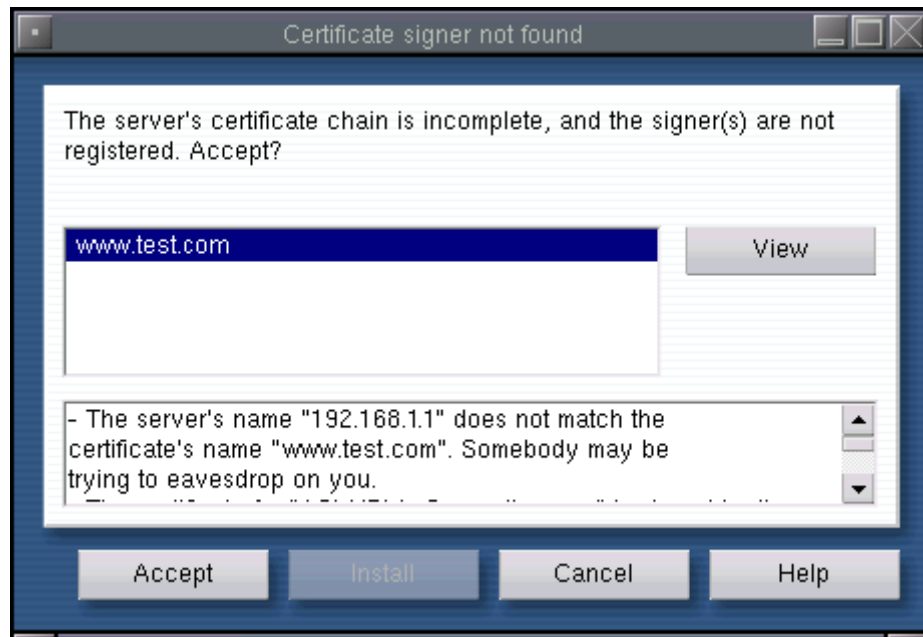 Certificate signer not found
The server's certificate chain is incomplete, and the signer(s) are not
registered. Accept?
www.test.com
View
- The server's name "192.168.1.1" does not match the
certificate's name "www.test.com". Somebody may be
trying to eavesdrop on you.
Accept
Install
Cancel
Help